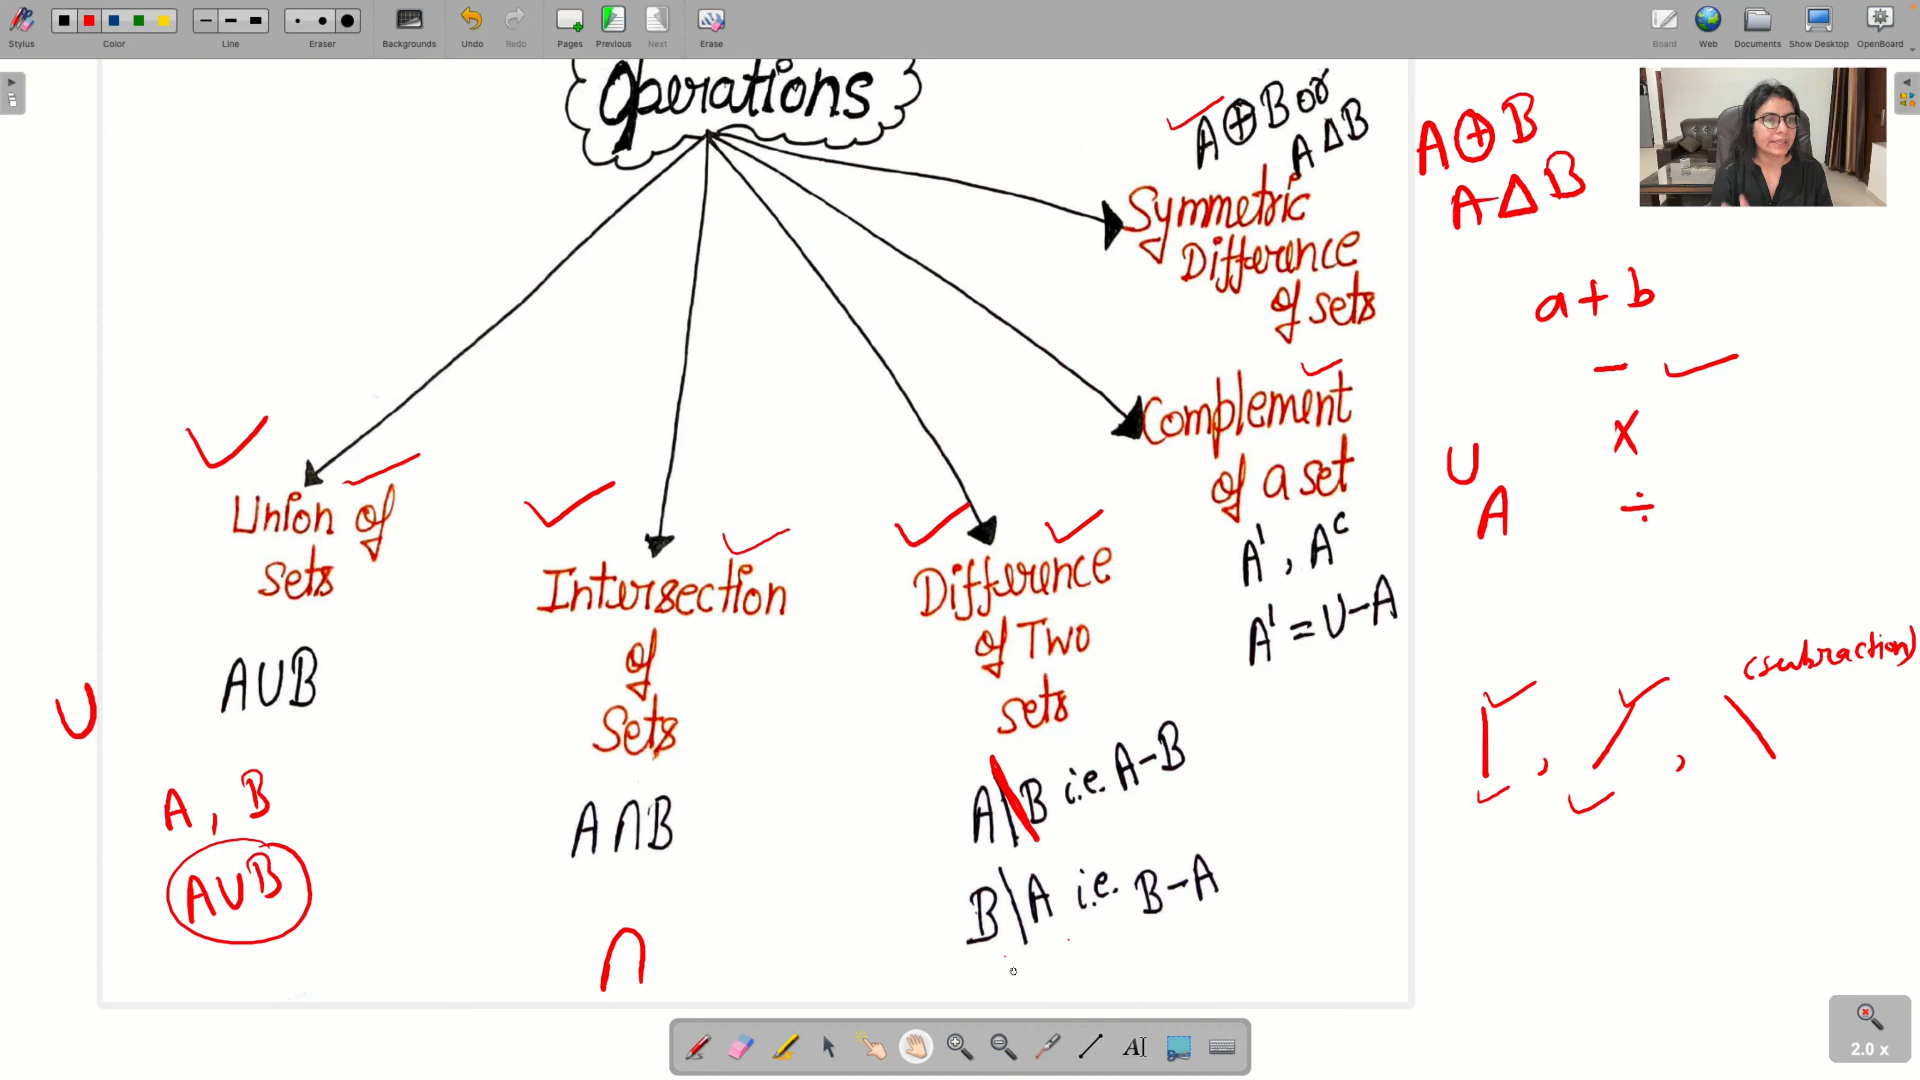 Stylus
Color
Line
Eraser
Backgrounds
Undo
Redo
Pages
Previous
Next
Erase
Board
Web
Documents
Show Desktop
OpenBoard
Operations
A⊕B or
A∆B
Symmetric
Difference
of sets
Complement
of a set
A', Aᶜ
A' = U-A
Union of
sets
A∪B
Intersection
of
Sets
A∩B
Difference
of Two
sets
A\B i.e. A-B
B\A i.e. B-A
∪
A, B
A∪B
∩
A⊕B
A∆B
a+b
-
×
÷
U
A
(subtraction)
|, /, \
2.0 x